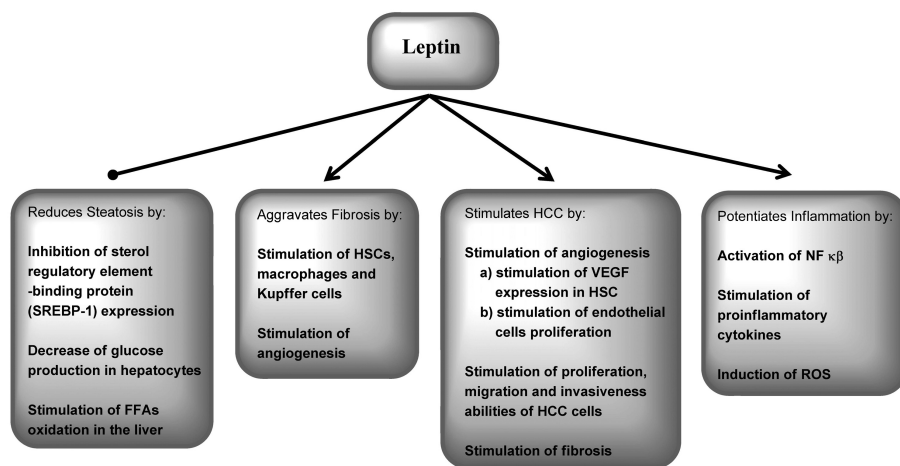 Leptin
Reduces Steatosis by:
Inhibition of sterol
regulatory element
-binding protein
(SREBP-1) expression
Decrease of glucose
production in hepatocytes
Stimulation of FFAs
oxidation in the liver
Aggravates Fibrosis by:
Stimulation of HSCs,
macrophages and
Kupffer cells
Stimulation of
angiogenesis
Stimulates HCC by:
Stimulation of angiogenesis
a) stimulation of VEGF
expression in HSC
b) stimulation of endothelial
cells proliferation
Stimulation of proliferation,
migration and invasiveness
abilities of HCC cells
Stimulation of fibrosis
Potentiates Inflammation by:
Activation of NF κβ
Stimulation of
proinflammatory
cytokines
Induction of ROS